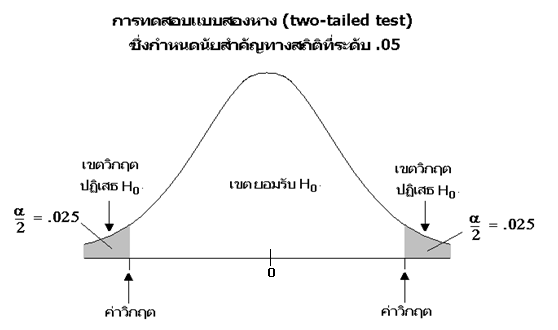 การทดสอบแบบสองหาง (two-tailed test)
ซึ่งกำหนดนัยสำคัญทางสถิติที่ระดับ .05
เขตวิกฤต
ปฏิเสธ H₀
เขตยอมรับ H₀
เขตวิกฤต
ปฏิเสธ H₀
α/2 = .025
α/2 = .025
0
ค่าวิกฤต
ค่าวิกฤต